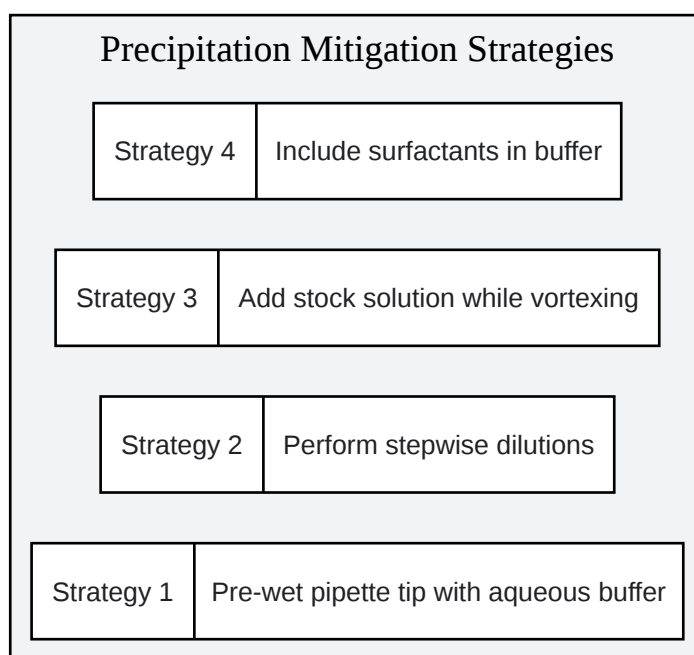 Precipitation Mitigation Strategies
Strategy 4 Include surfactants in buffer
Strategy 3 Add stock solution while vortexing
Strategy 2 Perform stepwise dilutions
Strategy 1 Pre-wet pipette tip with aqueous buffer